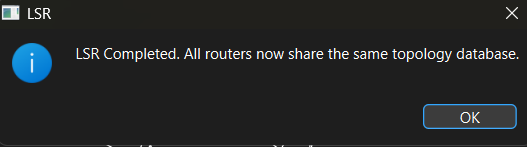 LSR
LSR Completed. All routers now share the same topology database.
OK